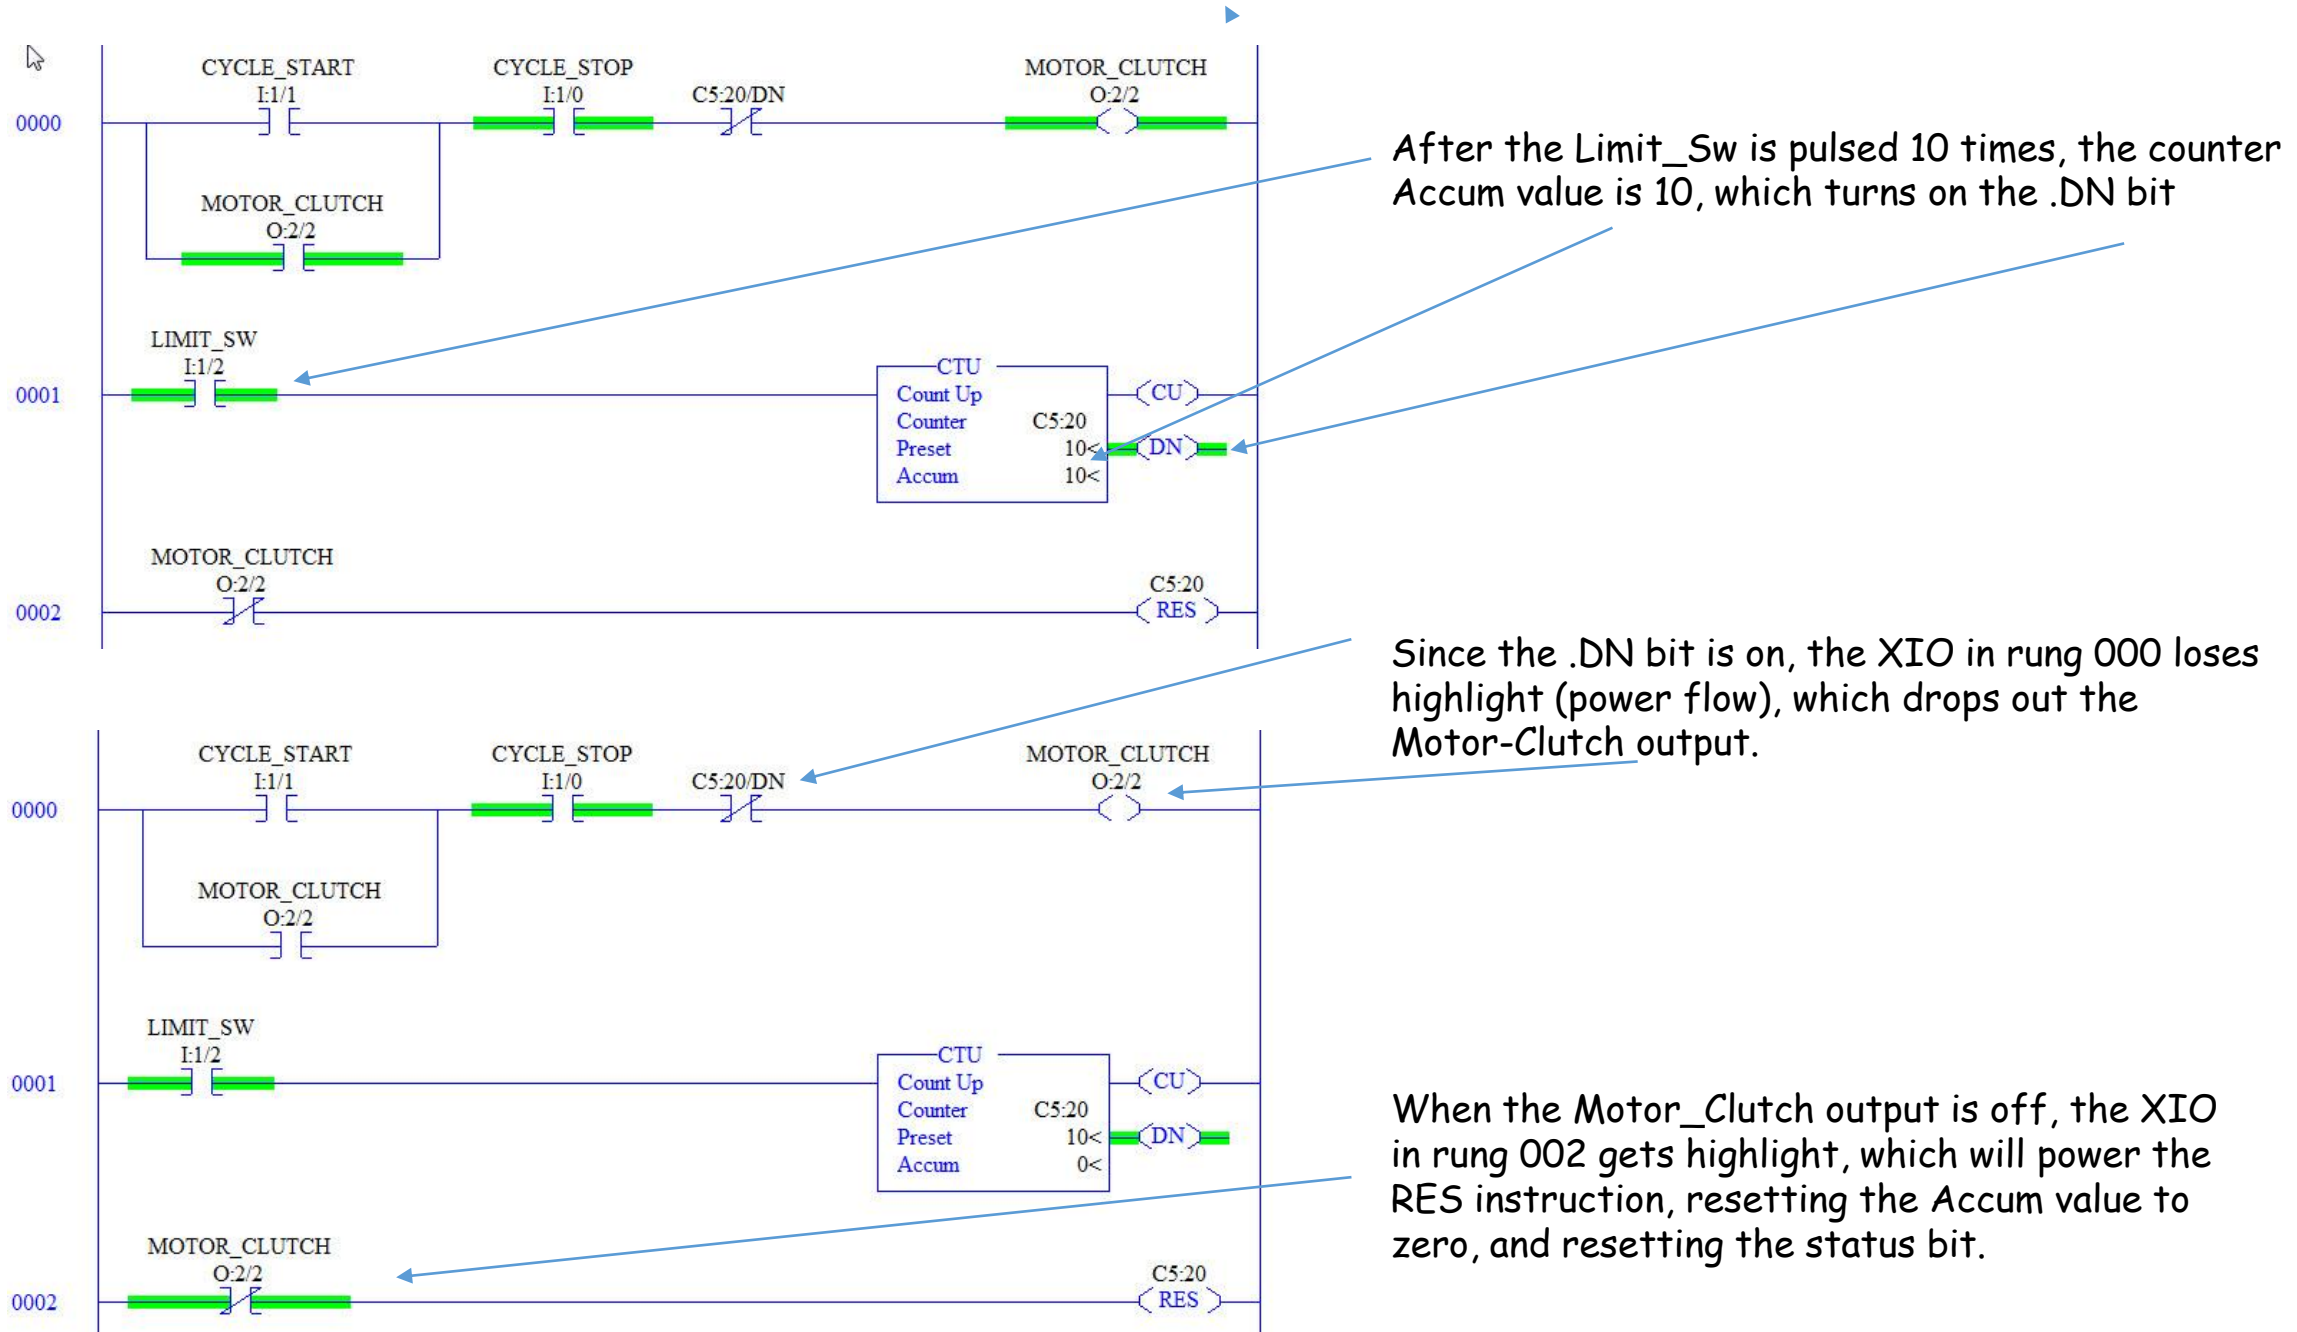 CYCLE_START CYCLE_STOP MOTOR_CLUTCH
I:1/1 I:1/0 C5:20/DN O:2/2
0000
MOTOR_CLUTCH
O:2/2
After the Limit_Sw is pulsed 10 times, the counter
Accum value is 10, which turns on the .DN bit
LIMIT_SW
I:1/2
0001
CTU
Count Up
Counter C5:20
Preset 10<
Accum 10<
CU
DN
MOTOR_CLUTCH
O:2/2
0002
C5:20
RES
Since the .DN bit is on, the XIO in rung 000 loses
highlight (power flow), which drops out the
Motor-Clutch output.
CYCLE_START CYCLE_STOP MOTOR_CLUTCH
I:1/1 I:1/0 C5:20/DN O:2/2
0000
MOTOR_CLUTCH
O:2/2
LIMIT_SW
I:1/2
0001
CTU
Count Up
Counter C5:20
Preset 10<
Accum 0<
CU
DN
When the Motor_Clutch output is off, the XIO
in rung 002 gets highlight, which will power the
RES instruction, resetting the Accum value to
zero, and resetting the status bit.
MOTOR_CLUTCH
O:2/2
0002
C5:20
RES